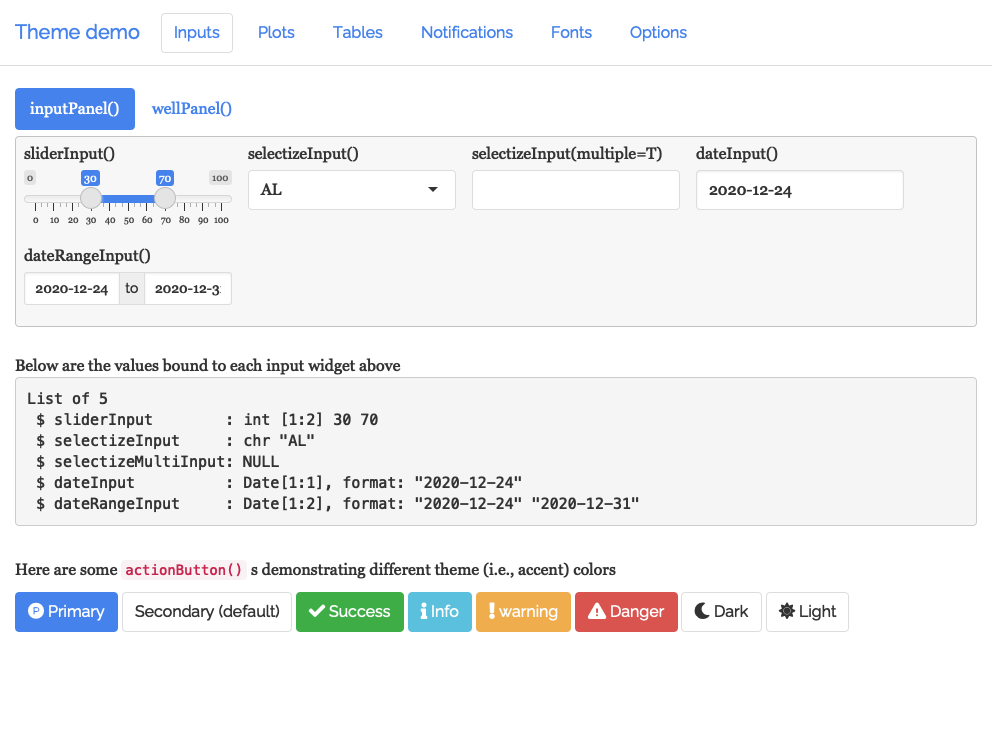 Theme demo Inputs Plots Tables Notifications Fonts Options
inputPanel() wellPanel()
sliderInput() selectizeInput() selectizeInput(multiple=T) dateInput()
0 30 70 100
AL 2020-12-24
0 10 20 30 40 50 60 70 80 90 100
dateRangeInput()
2020-12-24 to 2020-12-3
Below are the values bound to each input widget above
List of 5
$ sliderInput : int [1:2] 30 70
$ selectizeInput : chr "AL"
$ selectizeMultiInput: NULL
$ dateInput : Date[1:1], format: "2020-12-24"
$ dateRangeInput : Date[1:2], format: "2020-12-24" "2020-12-31"
Here are some actionButton() s demonstrating different theme (i.e., accent) colors
P Primary Secondary (default) Success Info warning Danger Dark Light